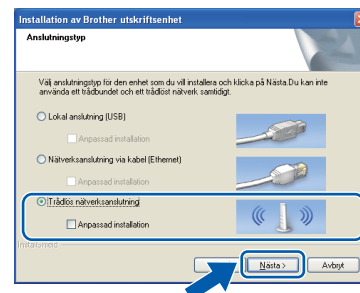 Installation av Brother utskriftsenhet
Anslutningstyp
Välj anslutningstyp för den enhet som du vill installera och klicka på Nästa.Du kan inte
använda ett trådbundet och ett trådlöst nätverk samtidigt.
Lokal anslutning (USB)
Anpassad installation
Nätverksanslutning via kabel (Ethernet)
Anpassad installation
Trådlös nätverksanslutning
Anpassad installation
InstallShield
Nästa >
Avbryt